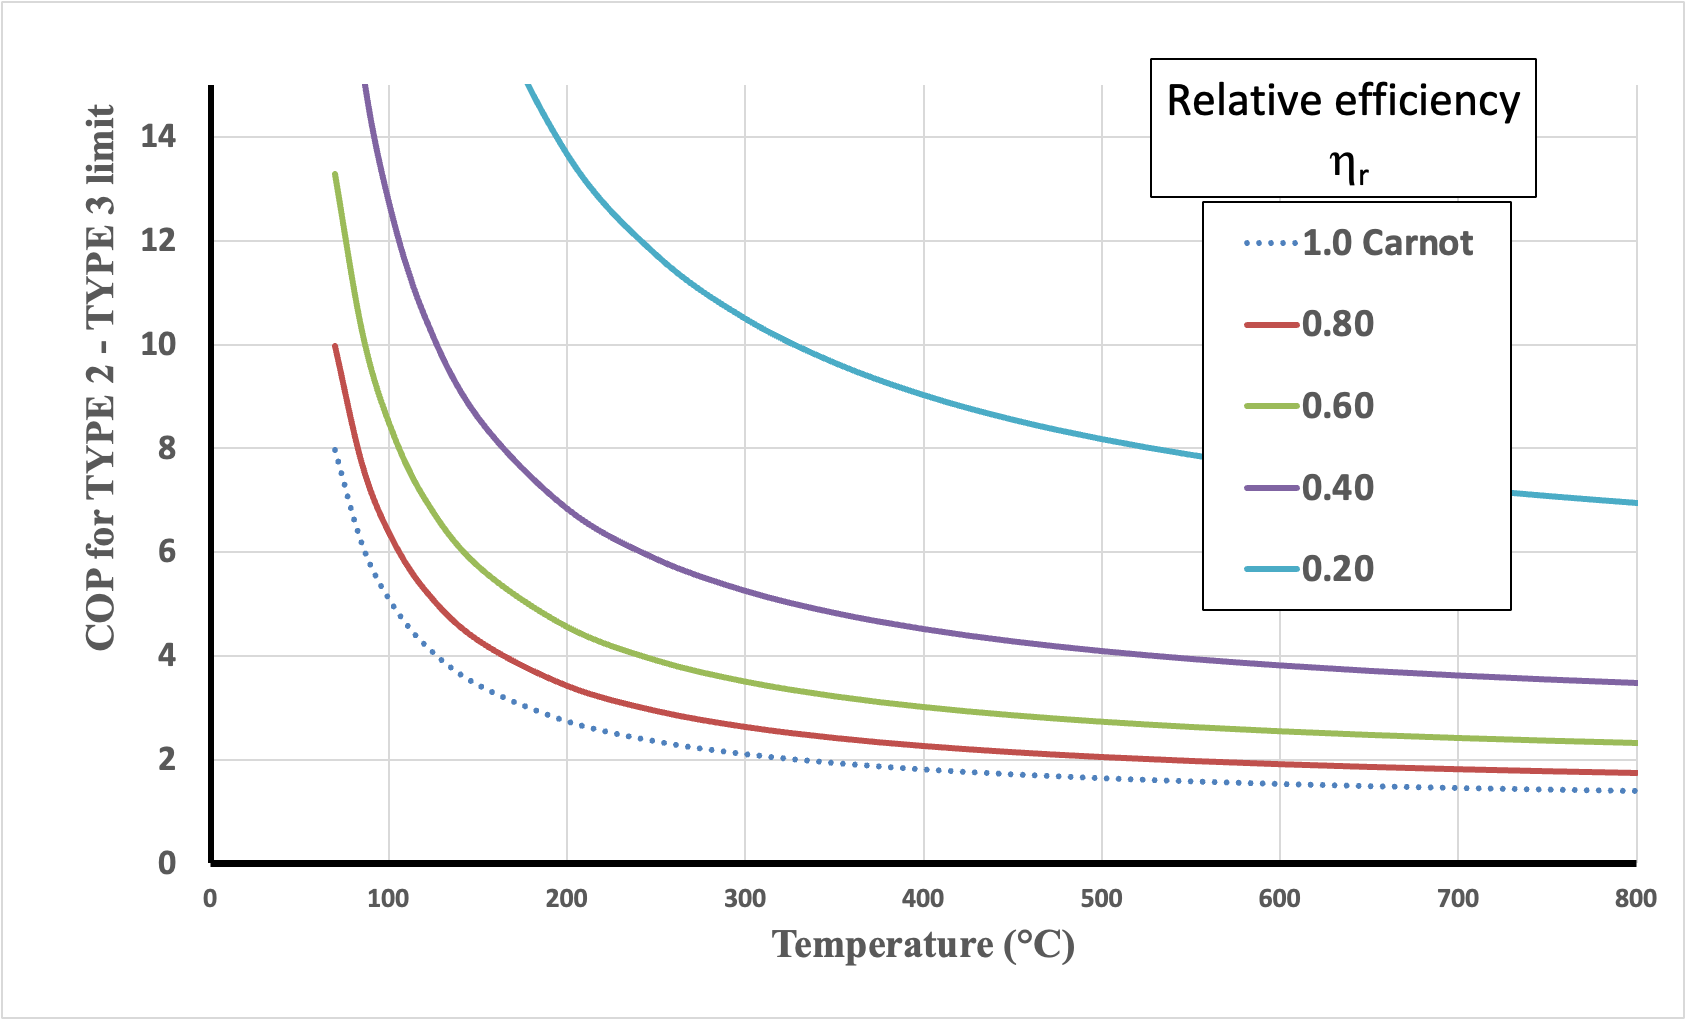 Relative efficiency
ηr
1.0 Carnot
0.80
0.60
0.40
0.20
COP for TYPE 2 - TYPE 3 limit
14
12
10
8
6
4
2
0
0 100 200 300 400 500 600 700 800
Temperature (°C)